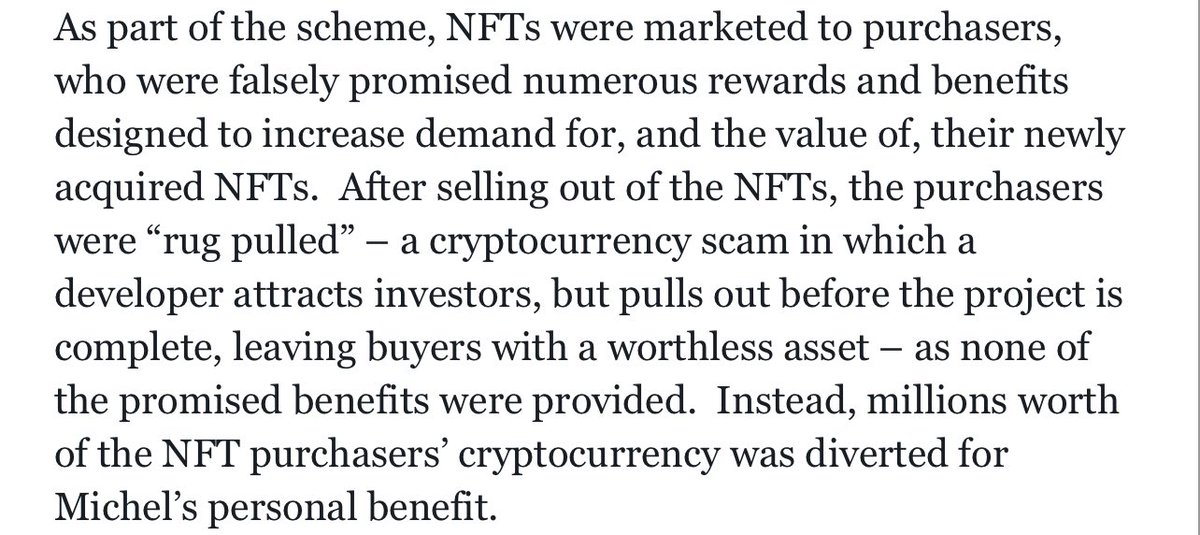 As part of the scheme, NFTs were marketed to purchasers,
who were falsely promised numerous rewards and benefits
designed to increase demand for, and the value of, their newly
acquired NFTs.  After selling out of the NFTs, the purchasers
were “rug pulled” – a cryptocurrency scam in which a
developer attracts investors, but pulls out before the project is
complete, leaving buyers with a worthless asset – as none of
the promised benefits were provided.  Instead, millions worth
of the NFT purchasers’ cryptocurrency was diverted for
Michel’s personal benefit.